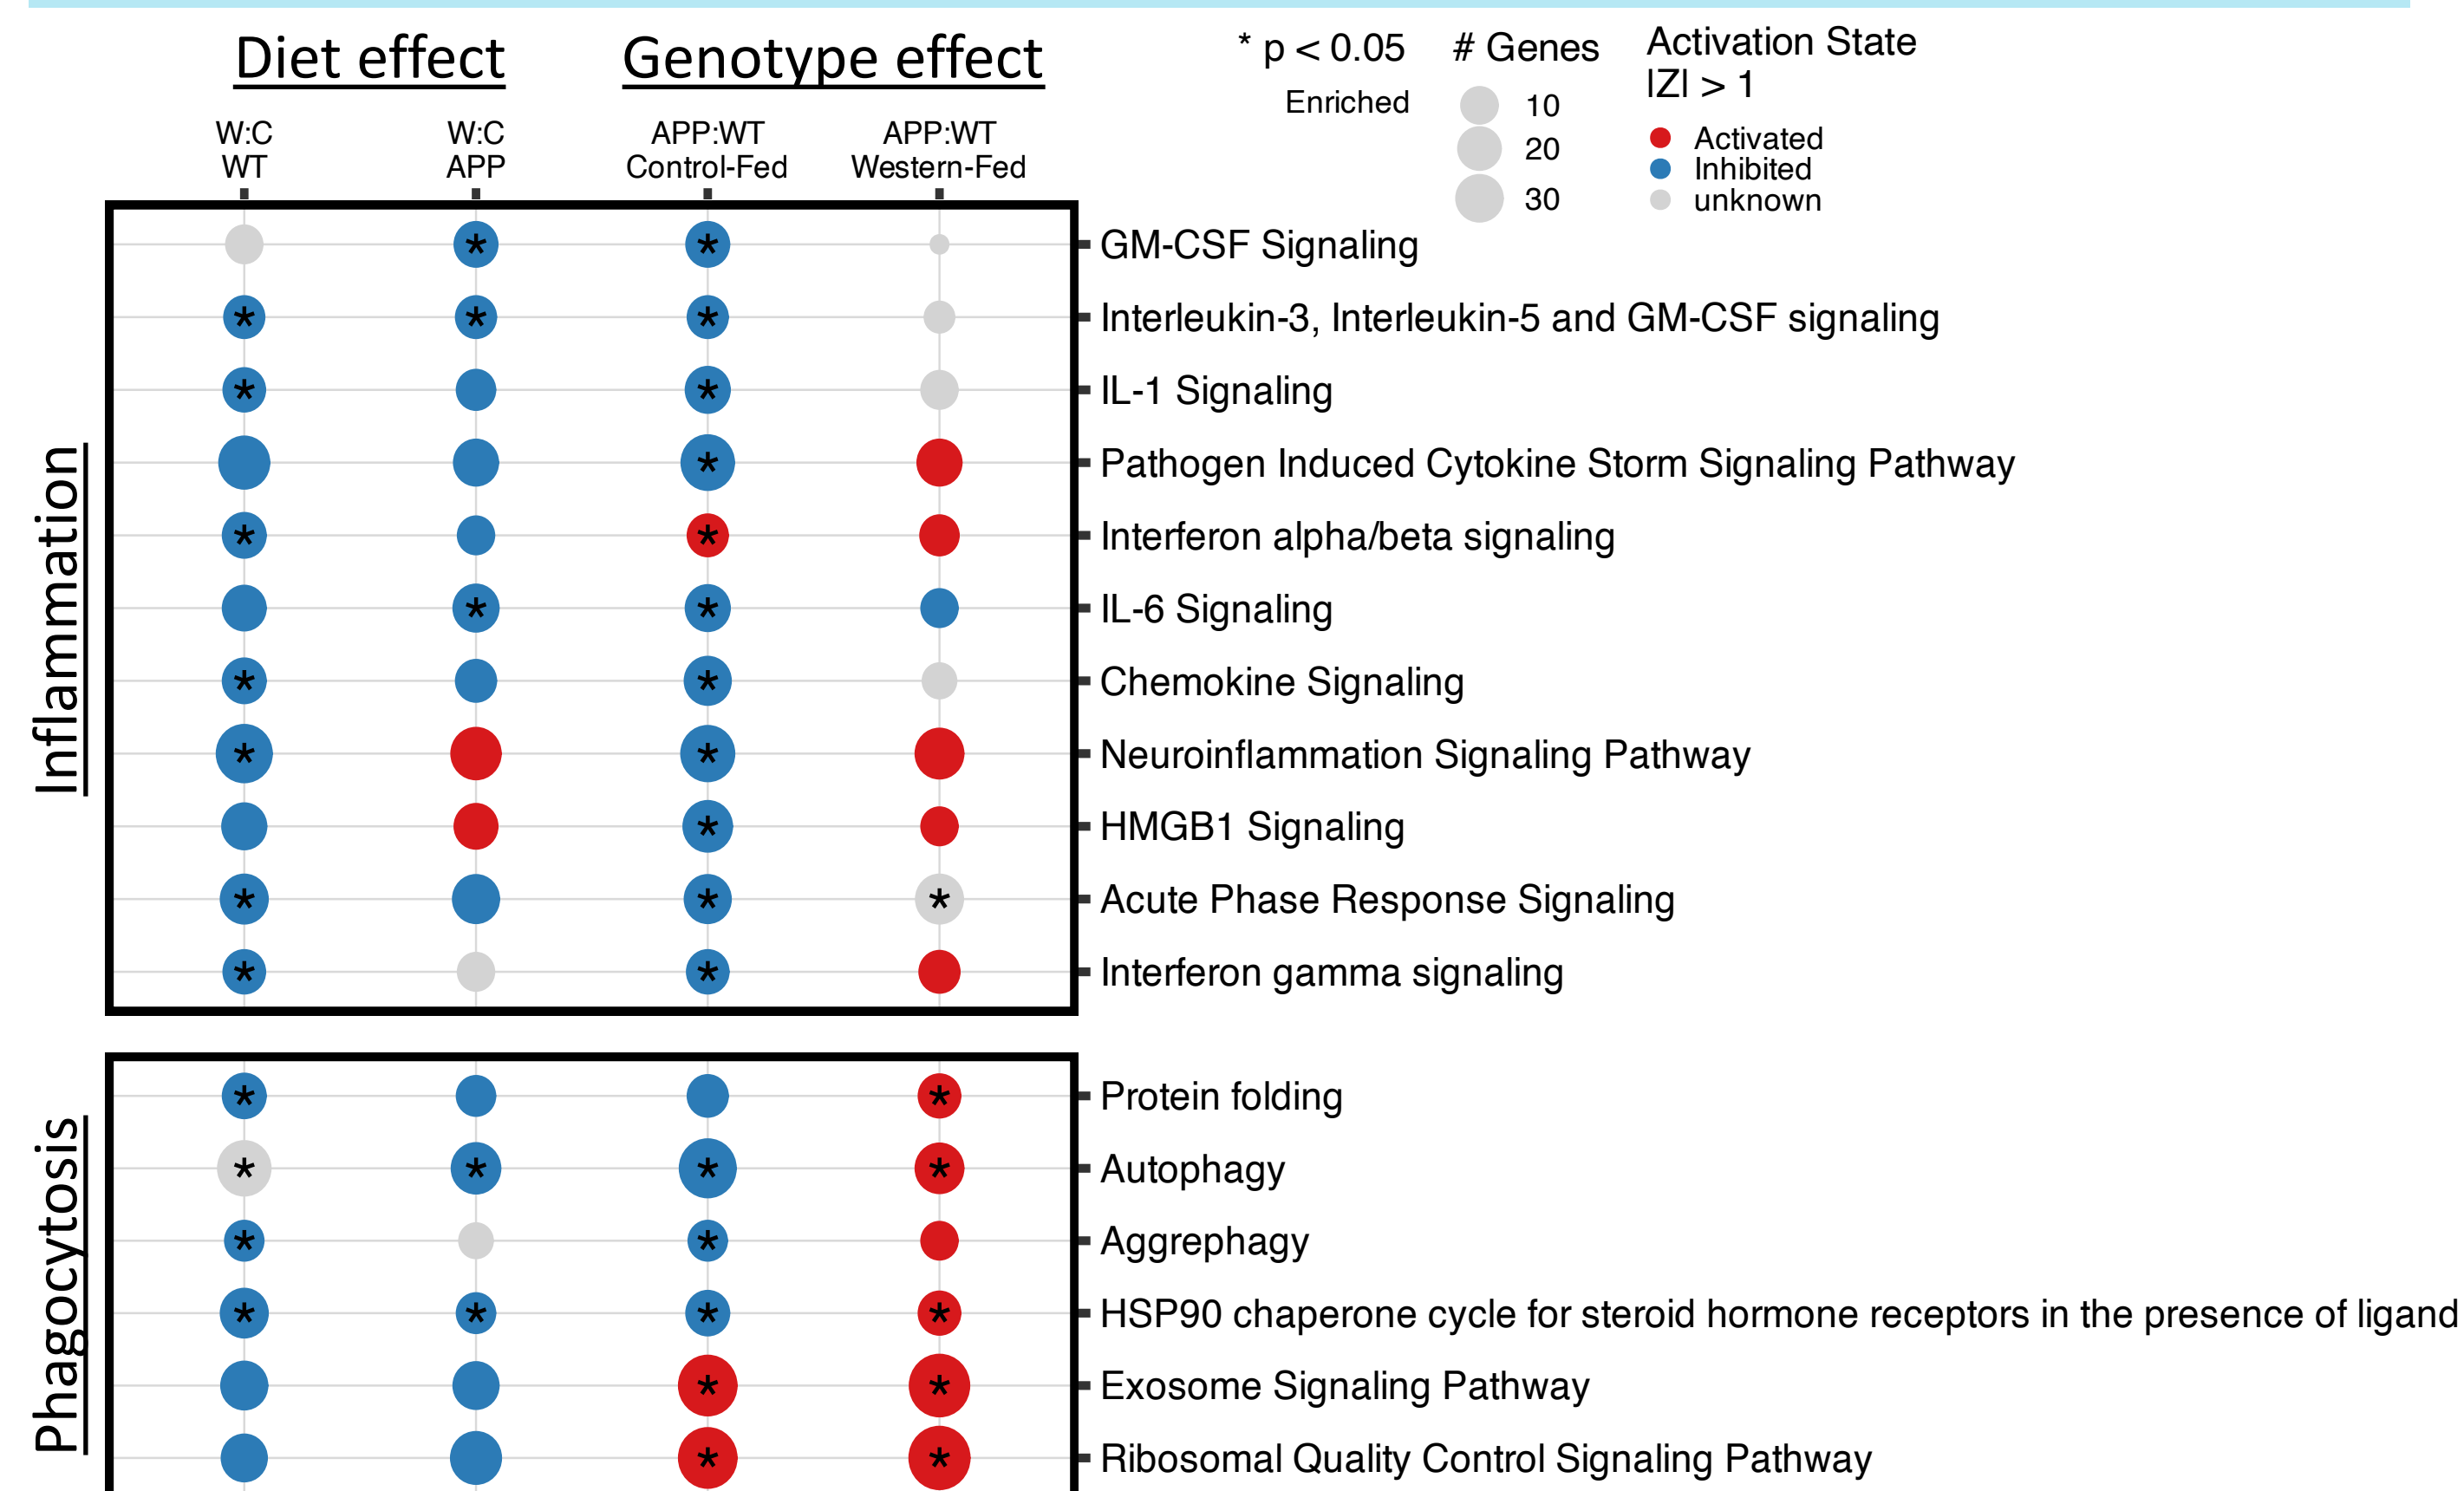 Diet effect
Genotype effect
W:C
WT
W:C
APP
APP:WT
Control-Fed
APP:WT
Western-Fed
* p < 0.05
Enriched
# Genes
10
20
30
Activation State
|Z| > 1
Activated
Inhibited
unknown
Inflammation
* * GM-CSF Signaling
* * * Interleukin-3, Interleukin-5 and GM-CSF signaling
* * IL-1 Signaling
* Pathogen Induced Cytokine Storm Signaling Pathway
* * Interferon alpha/beta signaling
* * IL-6 Signaling
* * Chemokine Signaling
* * Neuroinflammation Signaling Pathway
* HMGB1 Signaling
* * * Acute Phase Response Signaling
* * Interferon gamma signaling
Phagocytosis
* * Protein folding
* * * * Autophagy
* * Aggrephagy
* * * * HSP90 chaperone cycle for steroid hormone receptors in the presence of ligand
* * Exosome Signaling Pathway
* * Ribosomal Quality Control Signaling Pathway